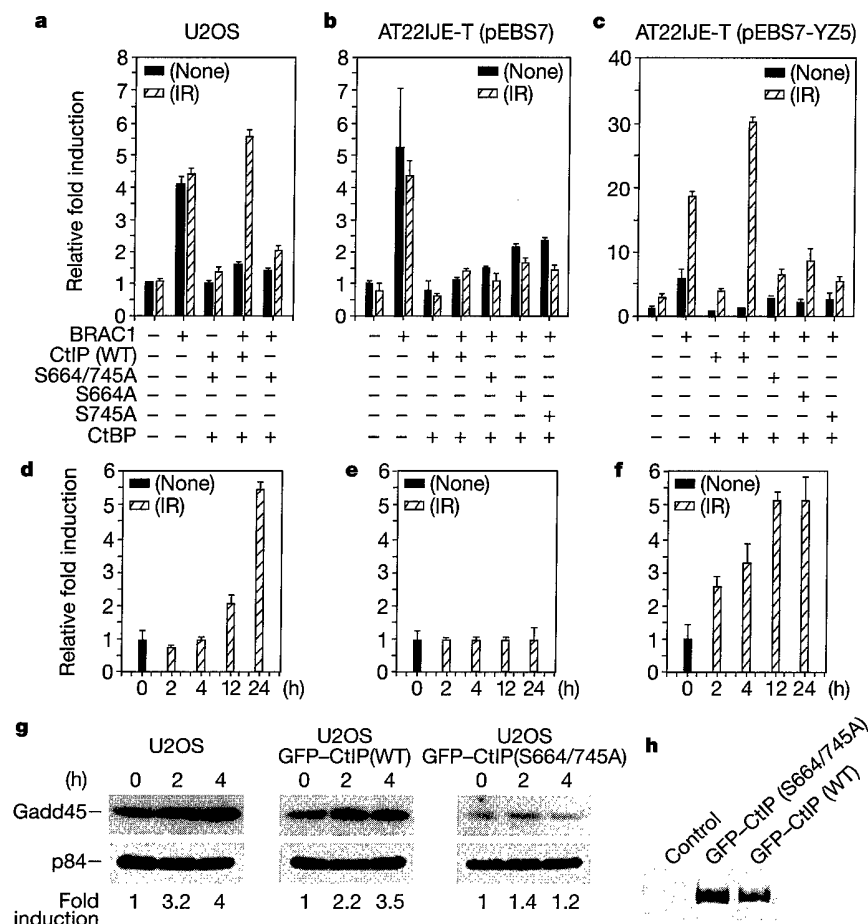 a
U2OS
(None)
(IR)
8
7
6
5
4
3
2
1
0
Relative fold induction
b
AT22IJE-T (pEBS7)
(None)
(IR)
8
7
6
5
4
3
2
1
0
c
AT22IJE-T (pEBS7-YZ5)
(None)
(IR)
40
30
20
10
0
BRAC1 − + − + + − + − + + + + − + − + + + +
CtIP (WT) − − + + − − − + + − − − − − + + − − −
S664/745A − − + − + − − − − + − − − − − − + − −
S664A − − − − − − − − − − + − − − − − − + −
S745A − − − − − − − − − − − + − − − − − − +
CtBP − − + + + − − + + + + + − − + + + + +
d
(None)
(IR)
6
5
4
3
2
1
0
Relative fold induction
0 2 4 12 24 (h)
e
(None)
(IR)
6
5
4
3
2
1
0
0 2 4 12 24 (h)
f
(None)
(IR)
6
5
4
3
2
1
0
0 2 4 12 24 (h)
g
U2OS
(h) 0 2 4
U2OS
GFP–CtIP(WT)
0 2 4
U2OS
GFP–CtIP(S664/745A)
0 2 4
Gadd45
p84
Fold
induction
1 3.2 4
1 2.2 3.5
1 1.4 1.2
h
Control
GFP–CtIP (S664/745A)
GFP–CtIP (WT)